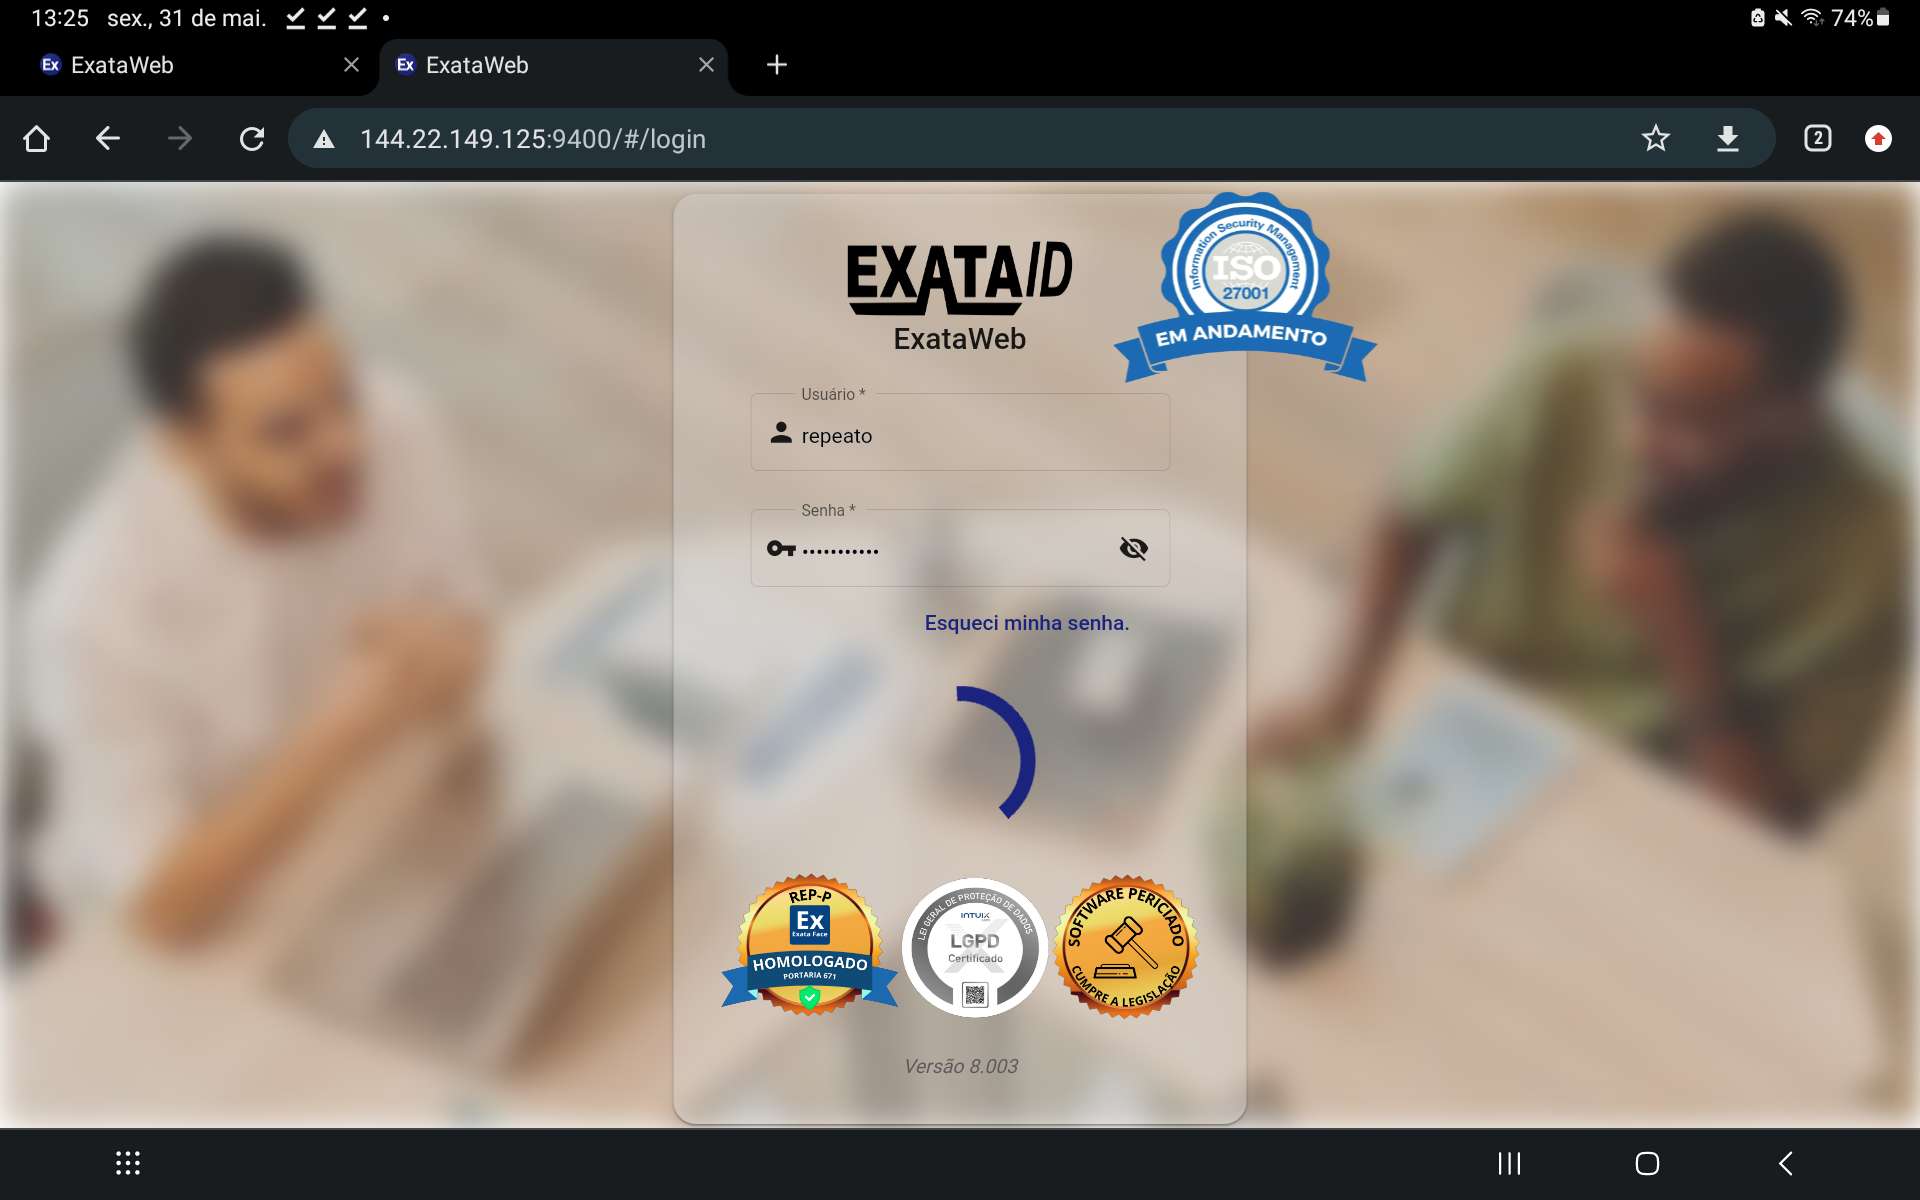 13:25 sex., 31 de mai.
74%
Ex ExataWeb
Ex ExataWeb
144.22.149.125:9400/#/login
2
EXATAID
ExataWeb
Information Security Management
ISO
27001
EM ANDAMENTO
Usuário *
repeato
Senha *
•••••••••••
Esqueci minha senha.
REP-P
Ex
Exata Face
HOMOLOGADO
PORTARIA 671
LEI GERAL DE PROTEÇÃO DE DADOS
INTUIX
LGPD
Certificado
SOFTWARE PERICIADO
CUMPRE A LEGISLAÇÃO
Versão 8.003